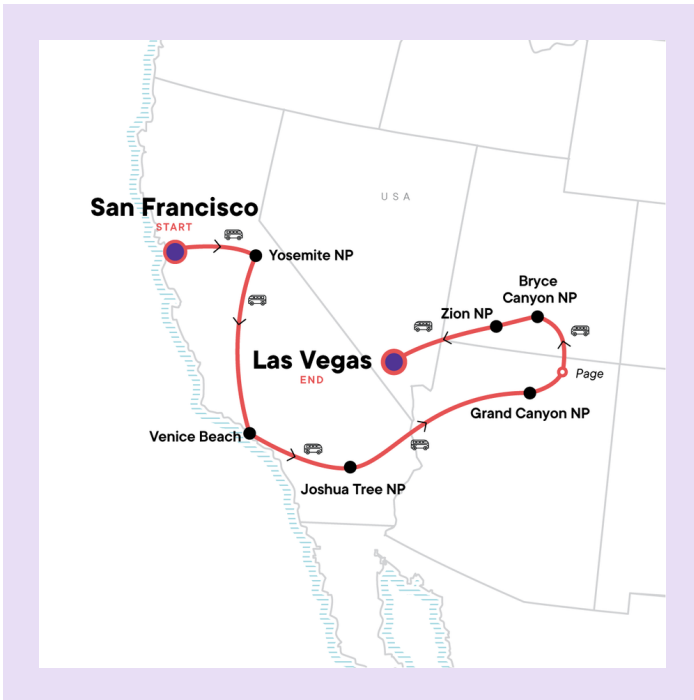 USA
San Francisco
START
Yosemite NP
Bryce
Canyon NP
Zion NP
Las Vegas
END
Page
Grand Canyon NP
Venice Beach
Joshua Tree NP